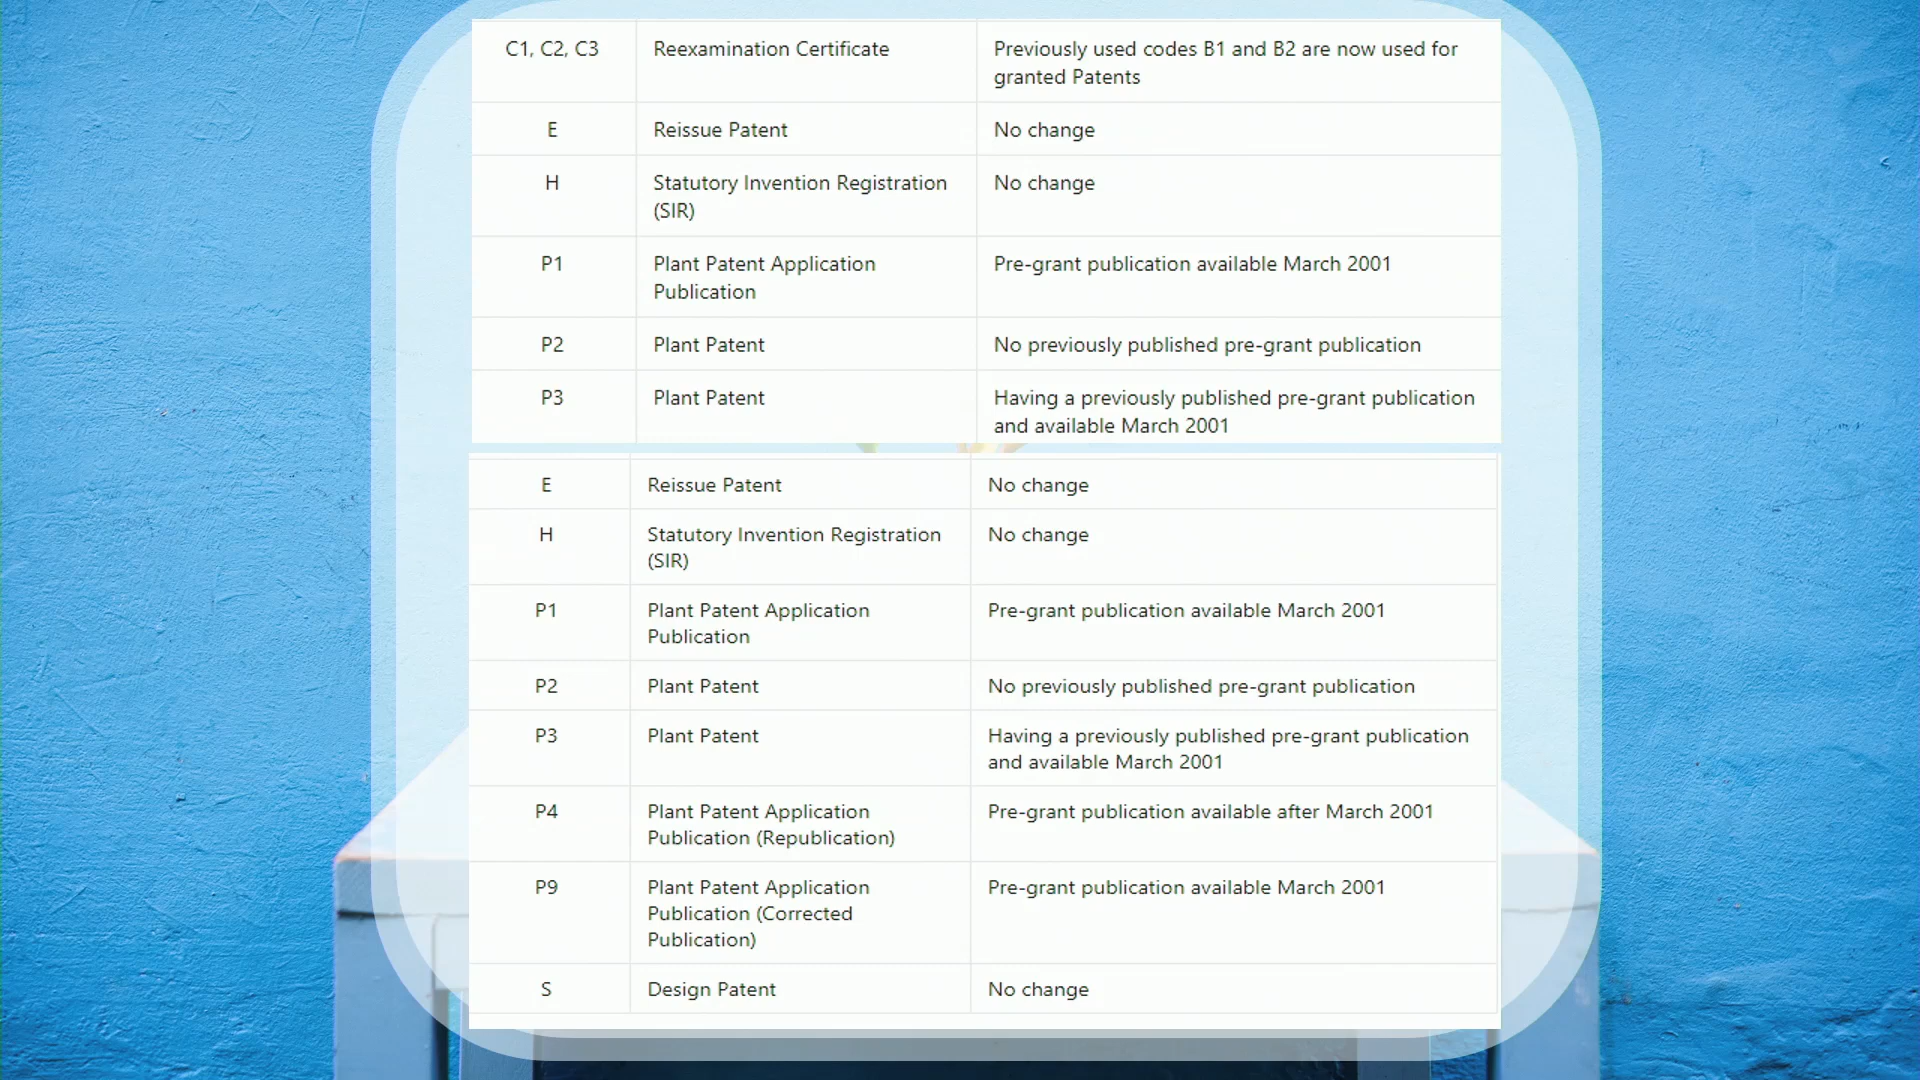 C1, C2, C3 Reexamination Certificate Previously used codes B1 and B2 are now used for
granted Patents
E Reissue Patent No change
H Statutory Invention Registration No change
(SIR)
P1 Plant Patent Application Pre-grant publication available March 2001
Publication
P2 Plant Patent No previously published pre-grant publication
P3 Plant Patent Having a previously published pre-grant publication
and available March 2001
E Reissue Patent No change
H Statutory Invention Registration No change
(SIR)
P1 Plant Patent Application Pre-grant publication available March 2001
Publication
P2 Plant Patent No previously published pre-grant publication
P3 Plant Patent Having a previously published pre-grant publication
and available March 2001
P4 Plant Patent Application Pre-grant publication available after March 2001
Publication (Republication)
P9 Plant Patent Application Pre-grant publication available March 2001
Publication (Corrected
Publication)
S Design Patent No change